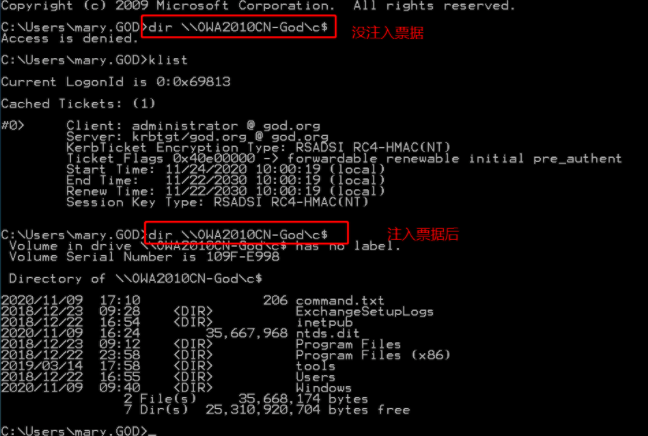 Copyright (c) 2009 Microsoft Corporation.  All rights reserved.
C:\Users\mary.GOD>dir \\OWA2010CN-God\c$ 没注入票据
Access is denied.
C:\Users\mary.GOD>klist
Current LogonId is 0:0x69813
Cached Tickets: (1)
#0>     Client: administrator @ god.org
        Server: krbtgt/god.org @ god.org
        KerbTicket Encryption Type: RSADSI RC4-HMAC(NT)
        Ticket Flags 0x40e00000 -> forwardable renewable initial pre_authent
        Start Time: 11/24/2020 10:00:19 (local)
        End Time:   11/22/2030 10:00:19 (local)
        Renew Time: 11/22/2030 10:00:19 (local)
        Session Key Type: RSADSI RC4-HMAC(NT)
C:\Users\mary.GOD>dir \\OWA2010CN-God\c$ 注入票据后
 Volume in drive \\OWA2010CN-God\c$ has no label.
 Volume Serial Number is 109F-E998
 Directory of \\OWA2010CN-God\c$
2020/11/09  17:10               206 command.txt
2018/12/23  09:28    <DIR>          ExchangeSetupLogs
2018/12/22  16:54    <DIR>          inetpub
2020/11/09  16:24        35,667,968 ntds.dit
2018/12/23  09:12    <DIR>          Program Files
2018/12/22  23:58    <DIR>          Program Files (x86)
2019/03/14  17:58    <DIR>          tools
2018/12/22  16:55    <DIR>          Users
2020/11/09  09:40    <DIR>          Windows
               2 File(s)     35,668,174 bytes
               7 Dir(s)  25,310,920,704 bytes free
C:\Users\mary.GOD>_